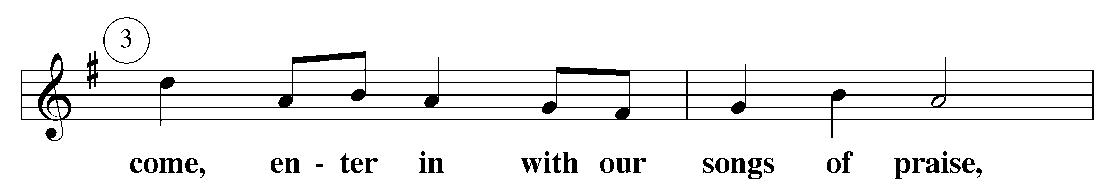 3
come, en - ter in with our songs of praise,